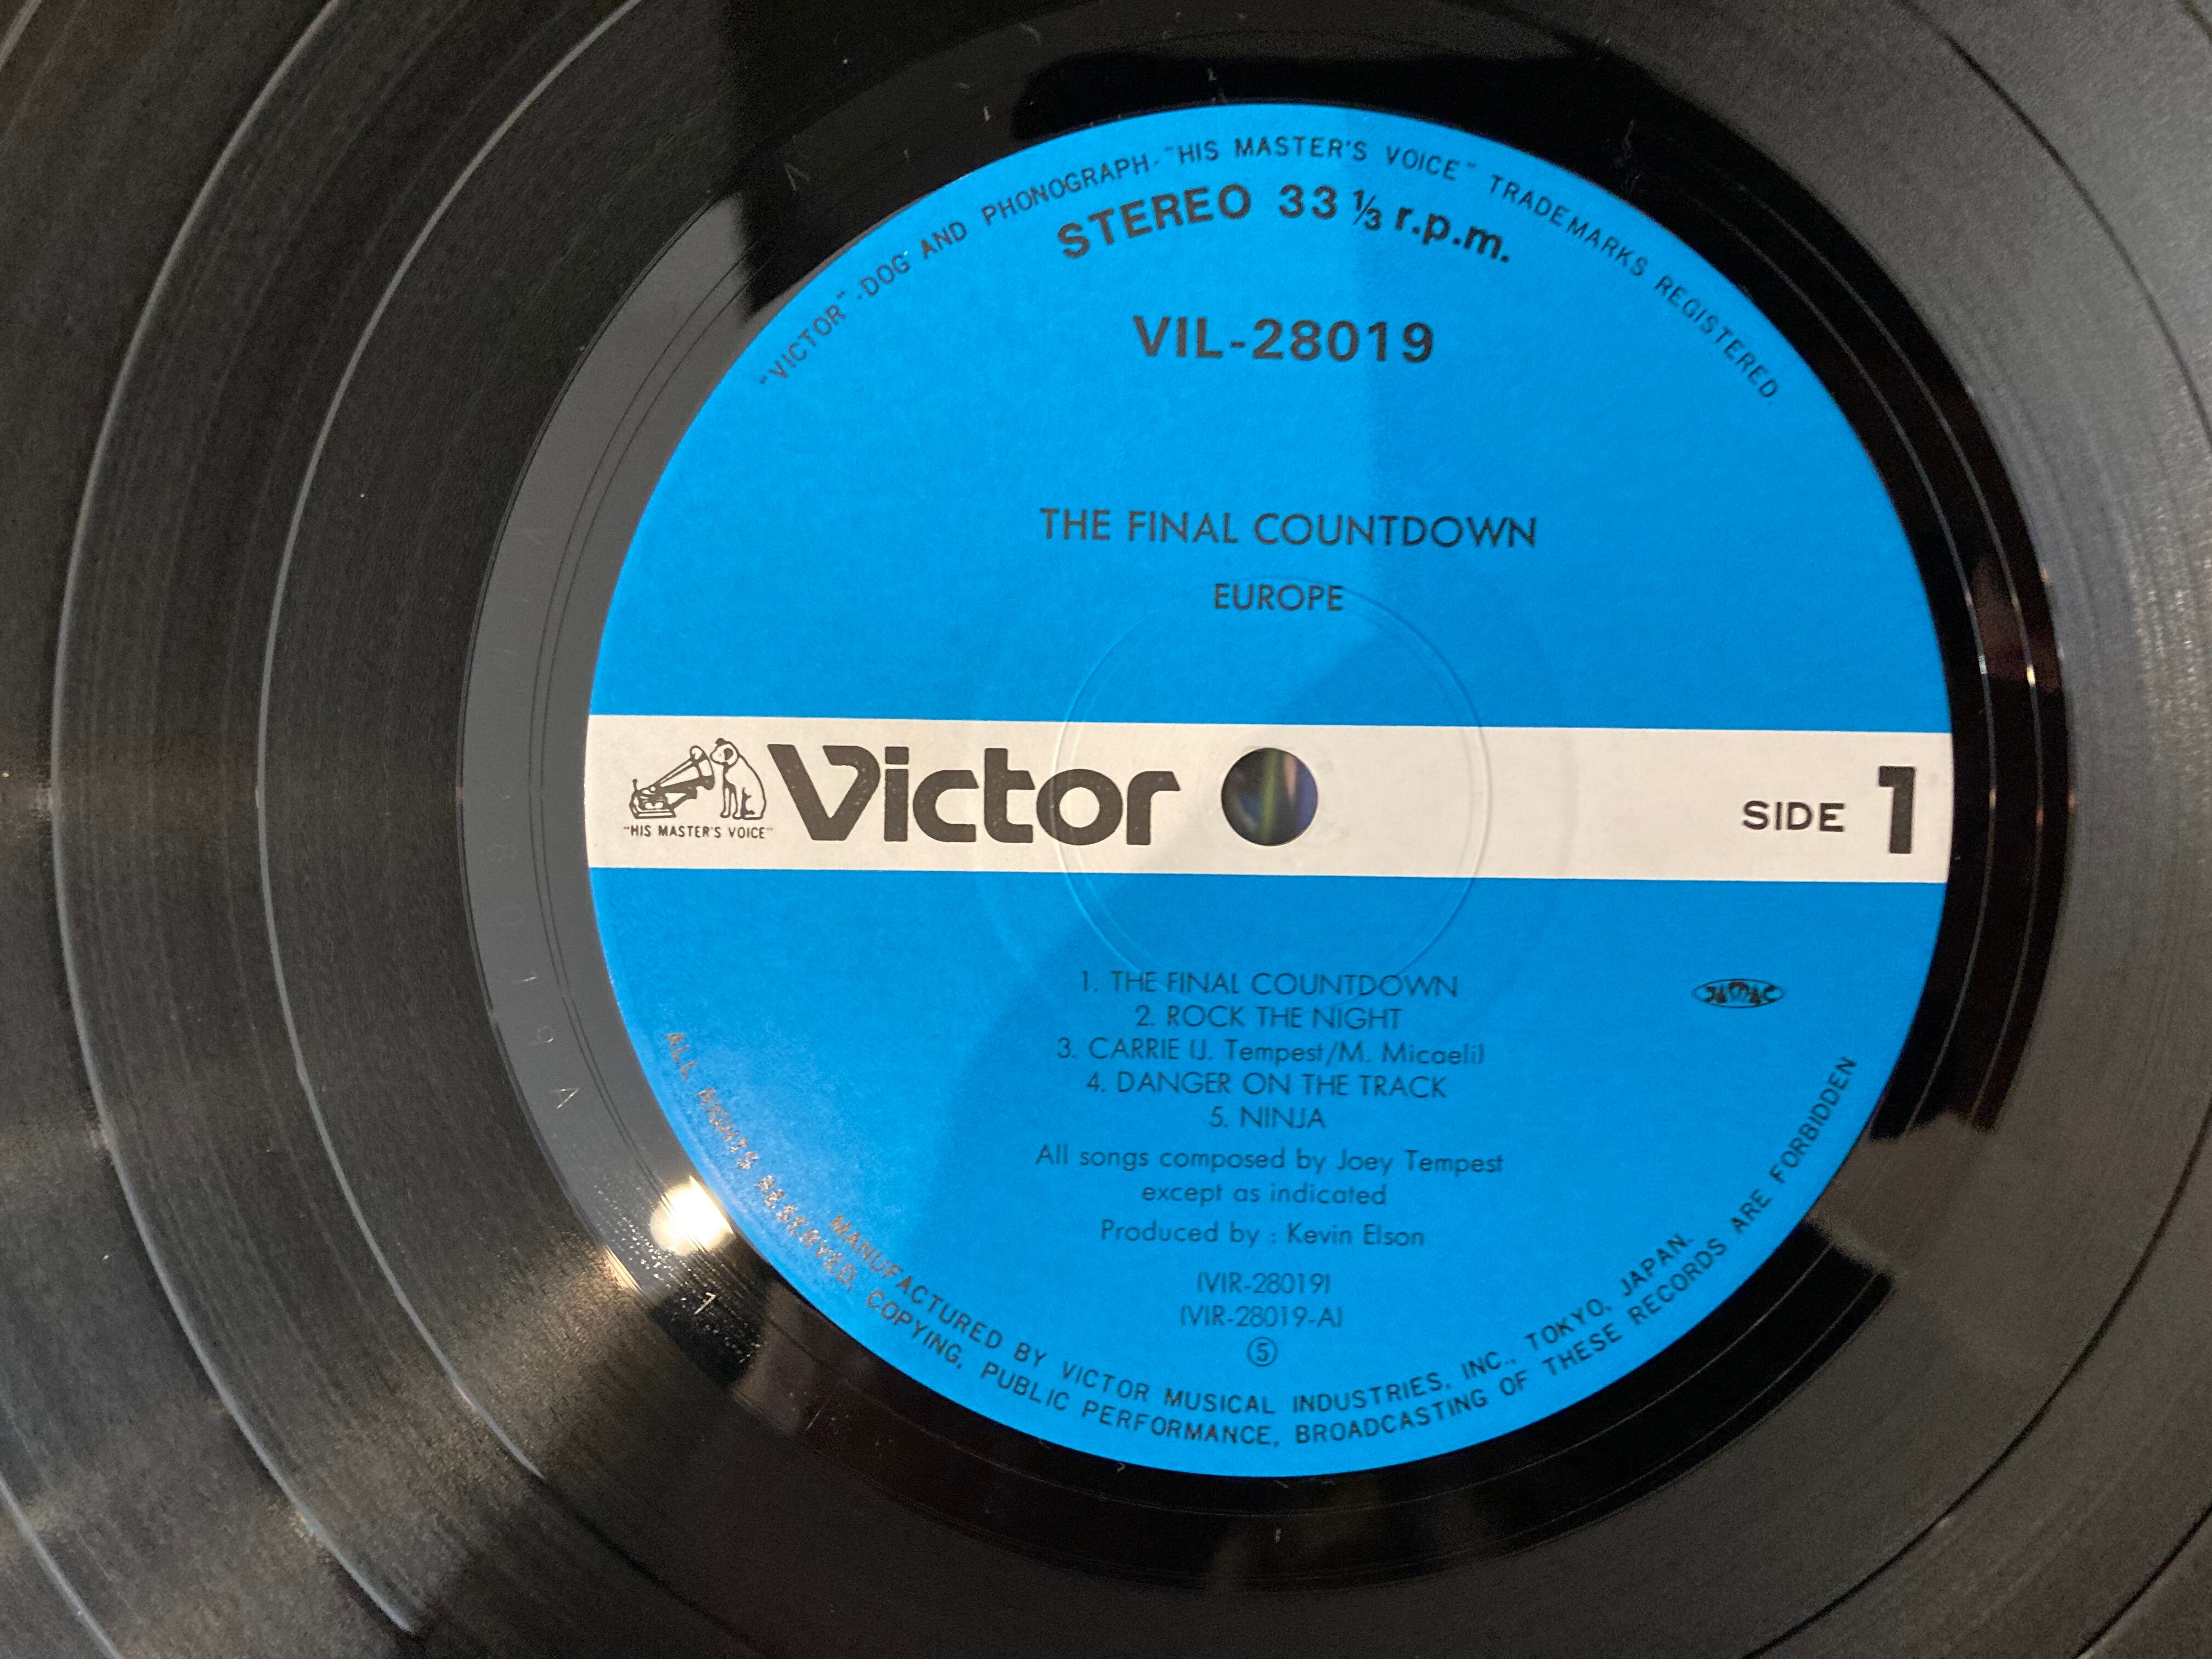 "VICTOR"-DOG AND PHONOGRAPH-"HIS MASTER'S VOICE" TRADEMARKS REGISTERED.
STEREO 33 ⅓ r.p.m.
VIL-28019
THE FINAL COUNTDOWN
EUROPE
"HIS MASTER'S VOICE"
Victor
SIDE 1
1. THE FINAL COUNTDOWN
2. ROCK THE NIGHT
3. CARRIE (J. Tempest/M. Micaeli)
4. DANGER ON THE TRACK
5. NINJA
All songs composed by Joey Tempest
except as indicated
Produced by : Kevin Elson
(VIR-28019)
(VIR-28019-A)
⑤
MANUFACTURED BY VICTOR MUSICAL INDUSTRIES, INC., TOKYO, JAPAN.
ALL RIGHTS RESERVED. COPYING, PUBLIC PERFORMANCE, BROADCASTING OF THESE RECORDS ARE FORBIDDEN